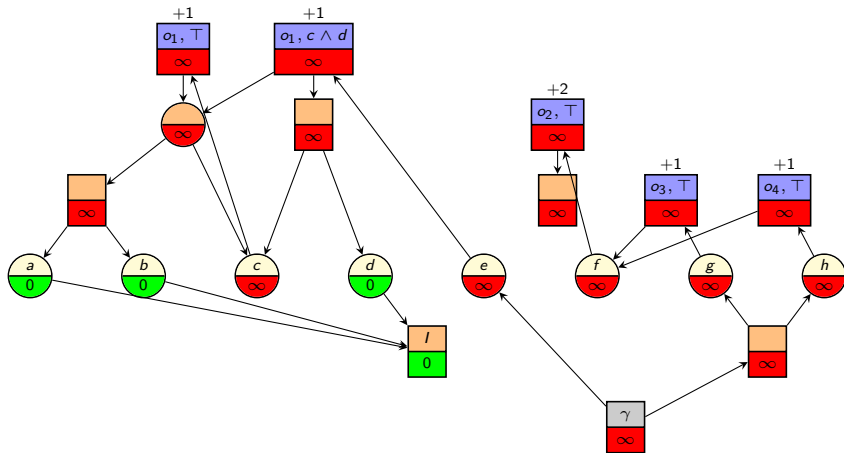 +1 +1
o₁, ⊤ o₁, c ∧ d
∞ ∞
+2
o₂, ⊤
∞ ∞ ∞
+1 +1
o₃, ⊤ o₄, ⊤
∞ ∞ ∞ ∞
a b c d e f g h
0 0 ∞ 0 ∞ ∞ ∞ ∞
I
0 ∞
γ
∞